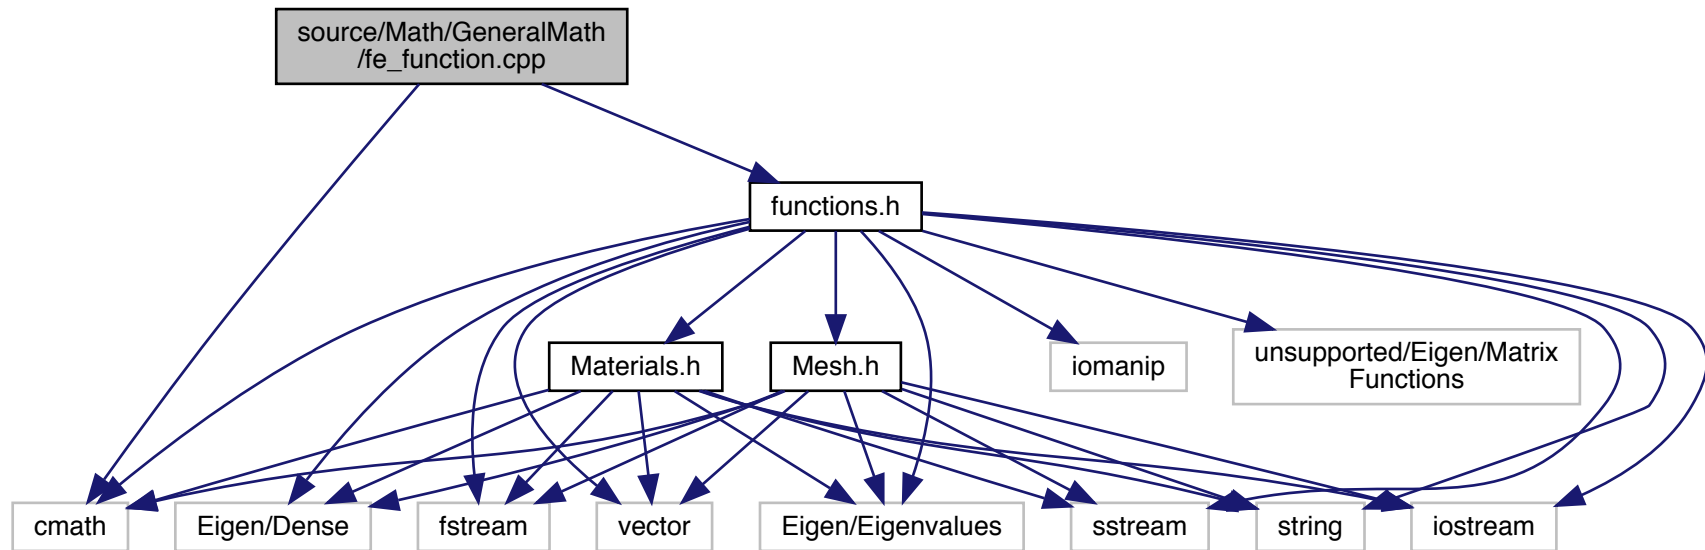 source/Math/GeneralMath
/fe_function.cpp
functions.h
Materials.h
Mesh.h
iomanip
unsupported/Eigen/Matrix
Functions
cmath
Eigen/Dense
fstream
vector
Eigen/Eigenvalues
sstream
string
iostream